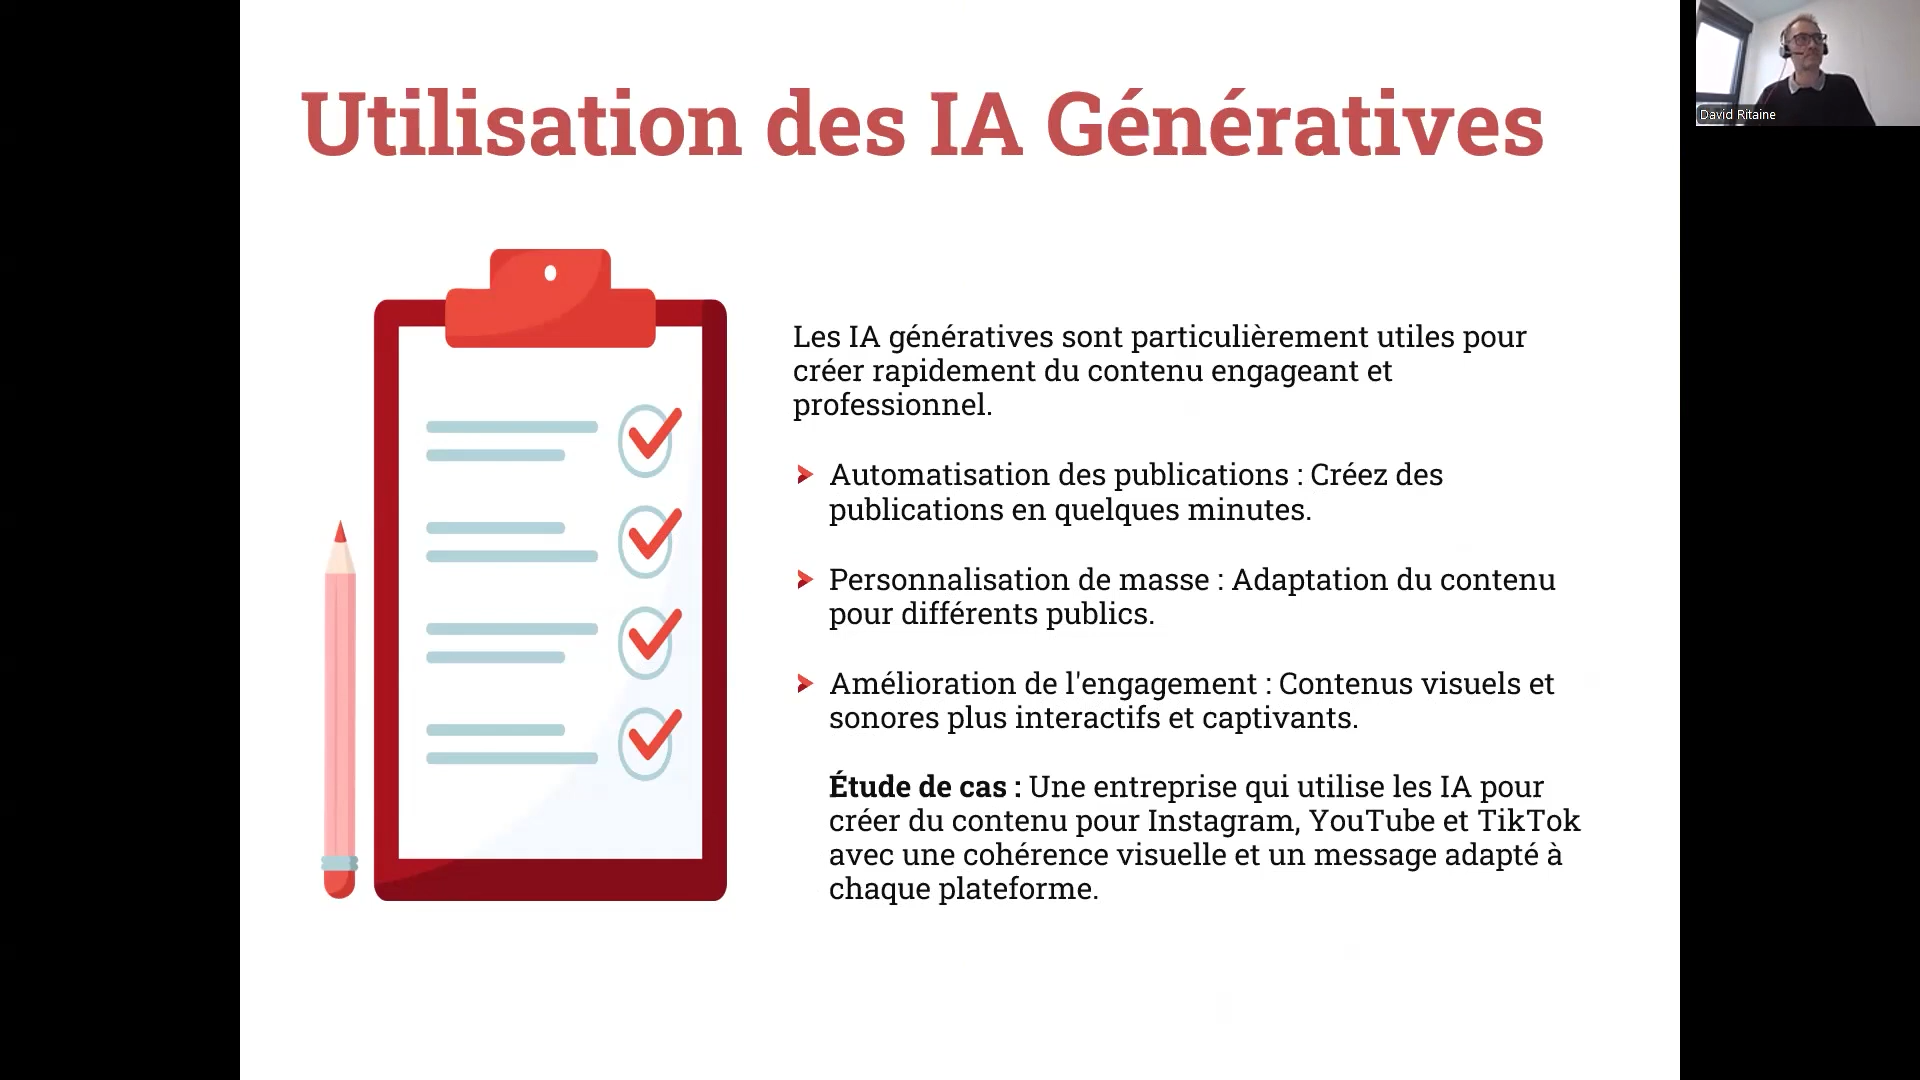 Utilisation des IA Génératives
David Ritaine
Les IA génératives sont particulièrement utiles pour
créer rapidement du contenu engageant et
professionnel.
Automatisation des publications : Créez des
publications en quelques minutes.
Personnalisation de masse : Adaptation du contenu
pour différents publics.
Amélioration de l'engagement : Contenus visuels et
sonores plus interactifs et captivants.
Étude de cas : Une entreprise qui utilise les IA pour
créer du contenu pour Instagram, YouTube et TikTok
avec une cohérence visuelle et un message adapté à
chaque plateforme.